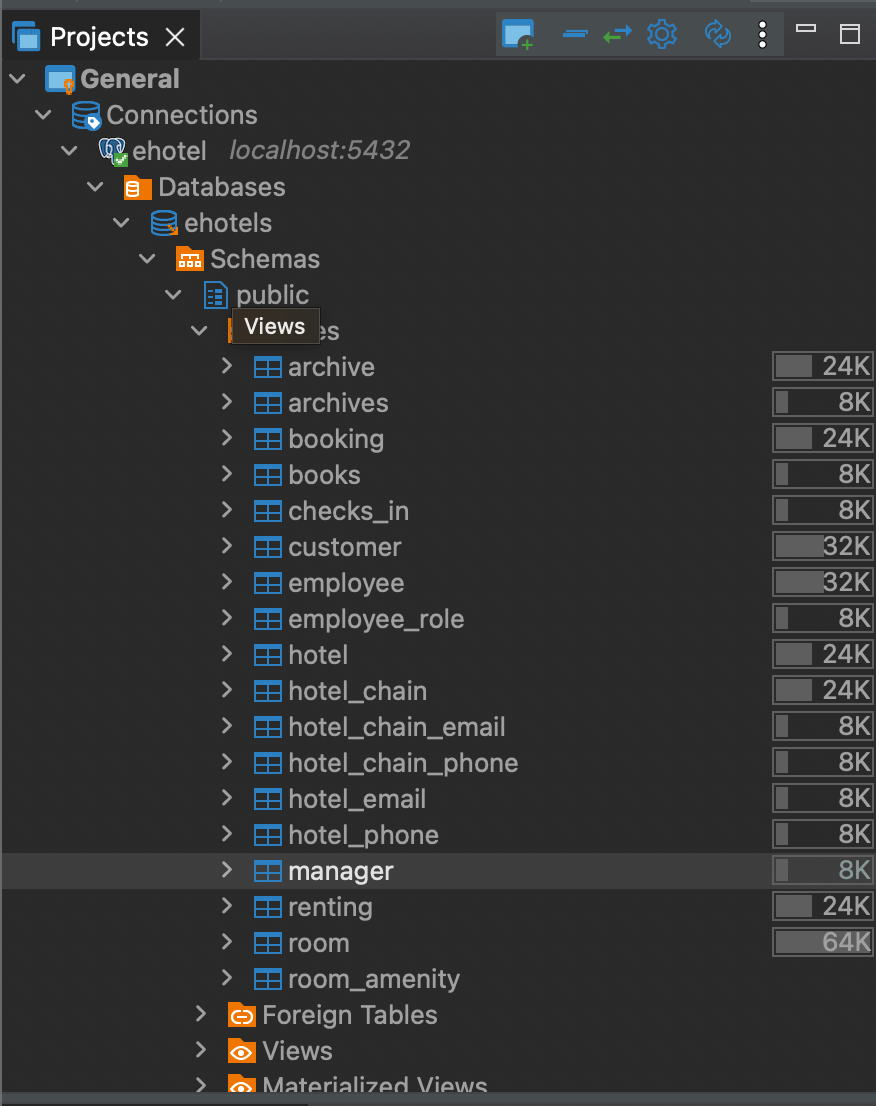 Projects
General
Connections
ehotel localhost:5432
Databases
ehotels
Schemas
public
Views
archive 24K
archives 8K
booking 24K
books 8K
checks_in 8K
customer 32K
employee 32K
employee_role 8K
hotel 24K
hotel_chain 24K
hotel_chain_email 8K
hotel_chain_phone 8K
hotel_email 8K
hotel_phone 8K
manager 8K
renting 24K
room 64K
room_amenity
Foreign Tables
Views
Materialized Views